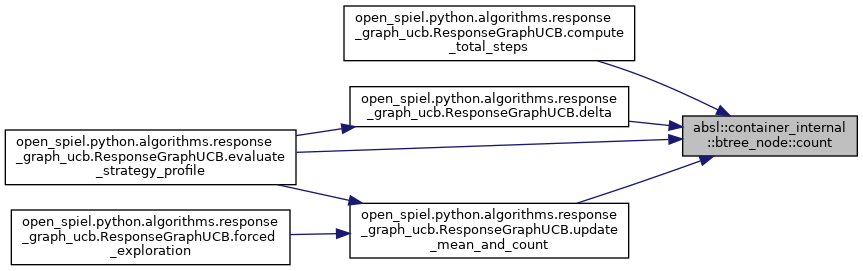 open_spiel.python.algorithms.response
_graph_ucb.ResponseGraphUCB.compute
_total_steps
open_spiel.python.algorithms.response
_graph_ucb.ResponseGraphUCB.delta
absl::container_internal
::btree_node::count
open_spiel.python.algorithms.response
_graph_ucb.ResponseGraphUCB.evaluate
_strategy_profile
open_spiel.python.algorithms.response
_graph_ucb.ResponseGraphUCB.update
_mean_and_count
open_spiel.python.algorithms.response
_graph_ucb.ResponseGraphUCB.forced
_exploration